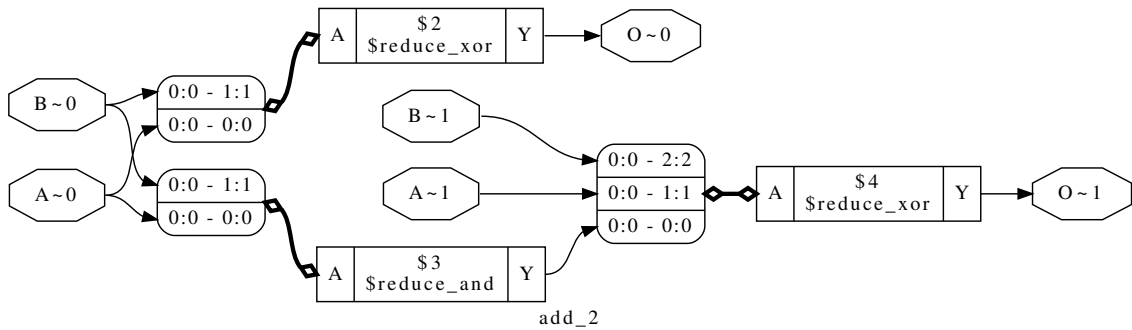 A
$2
$reduce_xor
Y
O~0
B~0
0:0 - 1:1
0:0 - 0:0
A~0
0:0 - 1:1
0:0 - 0:0
A
$3
$reduce_and
Y
B~1
A~1
0:0 - 2:2
0:0 - 1:1
0:0 - 0:0
A
$4
$reduce_xor
Y
O~1
add_2